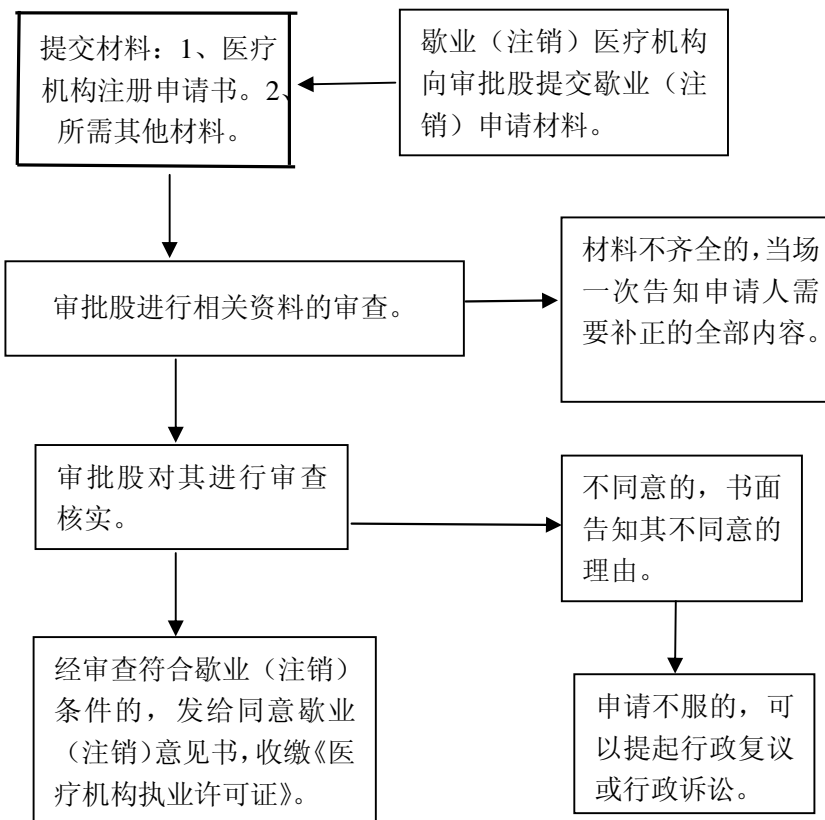 提交材料：1、医疗
机构注册申请书。2、
所需其他材料。
歇业（注销）医疗机构
向审批股提交歇业（注
销）申请材料。
审批股进行相关资料的审查。
材料不齐全的，当场
一次告知申请人需
要补正的全部内容。
审批股对其进行审查
核实。
不同意的，书面
告知其不同意的
理由。
经审查符合歇业（注销）
条件的，发给同意歇业
（注销）意见书，收缴《医
疗机构执业许可证》。
申请不服的，可
以提起行政复议
或行政诉讼。